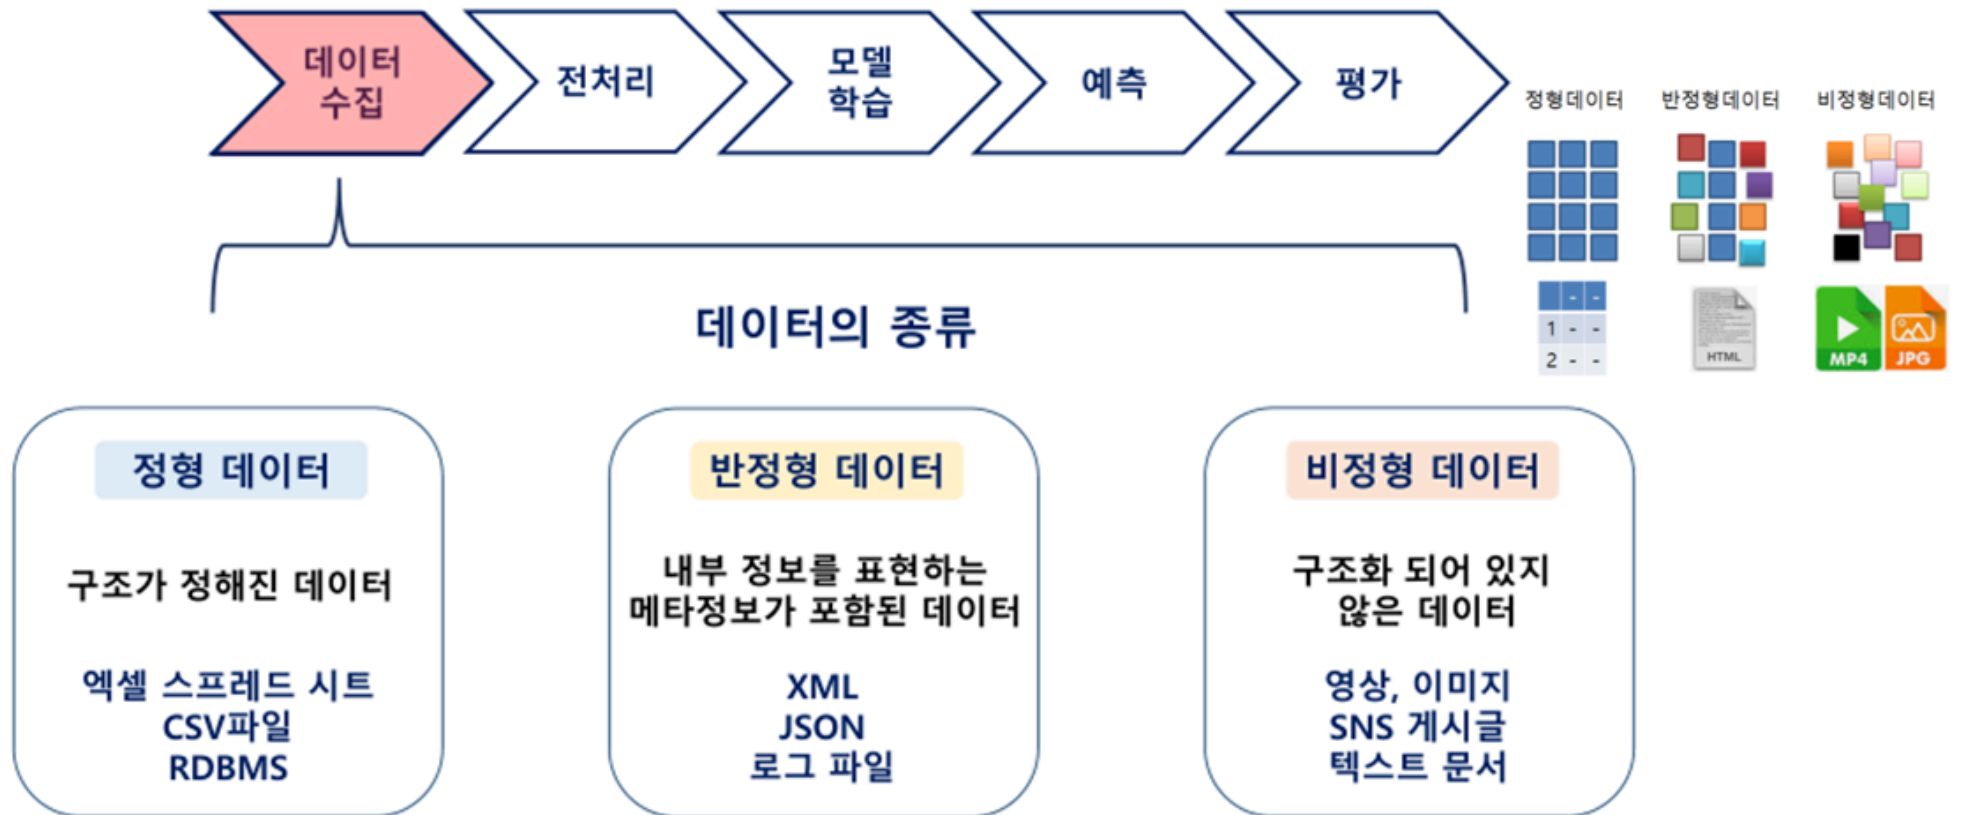 데이터
수집
전처리
모델
학습
예측
평가
정형데이터
반정형데이터
비정형데이터
- -
1 - -
2 - -
HTML
MP4
JPG
데이터의 종류
정형 데이터
구조가 정해진 데이터
엑셀 스프레드 시트
CSV파일
RDBMS
반정형 데이터
내부 정보를 표현하는
메타정보가 포함된 데이터
XML
JSON
로그 파일
비정형 데이터
구조화 되어 있지
않은 데이터
영상, 이미지
SNS 게시글
텍스트 문서